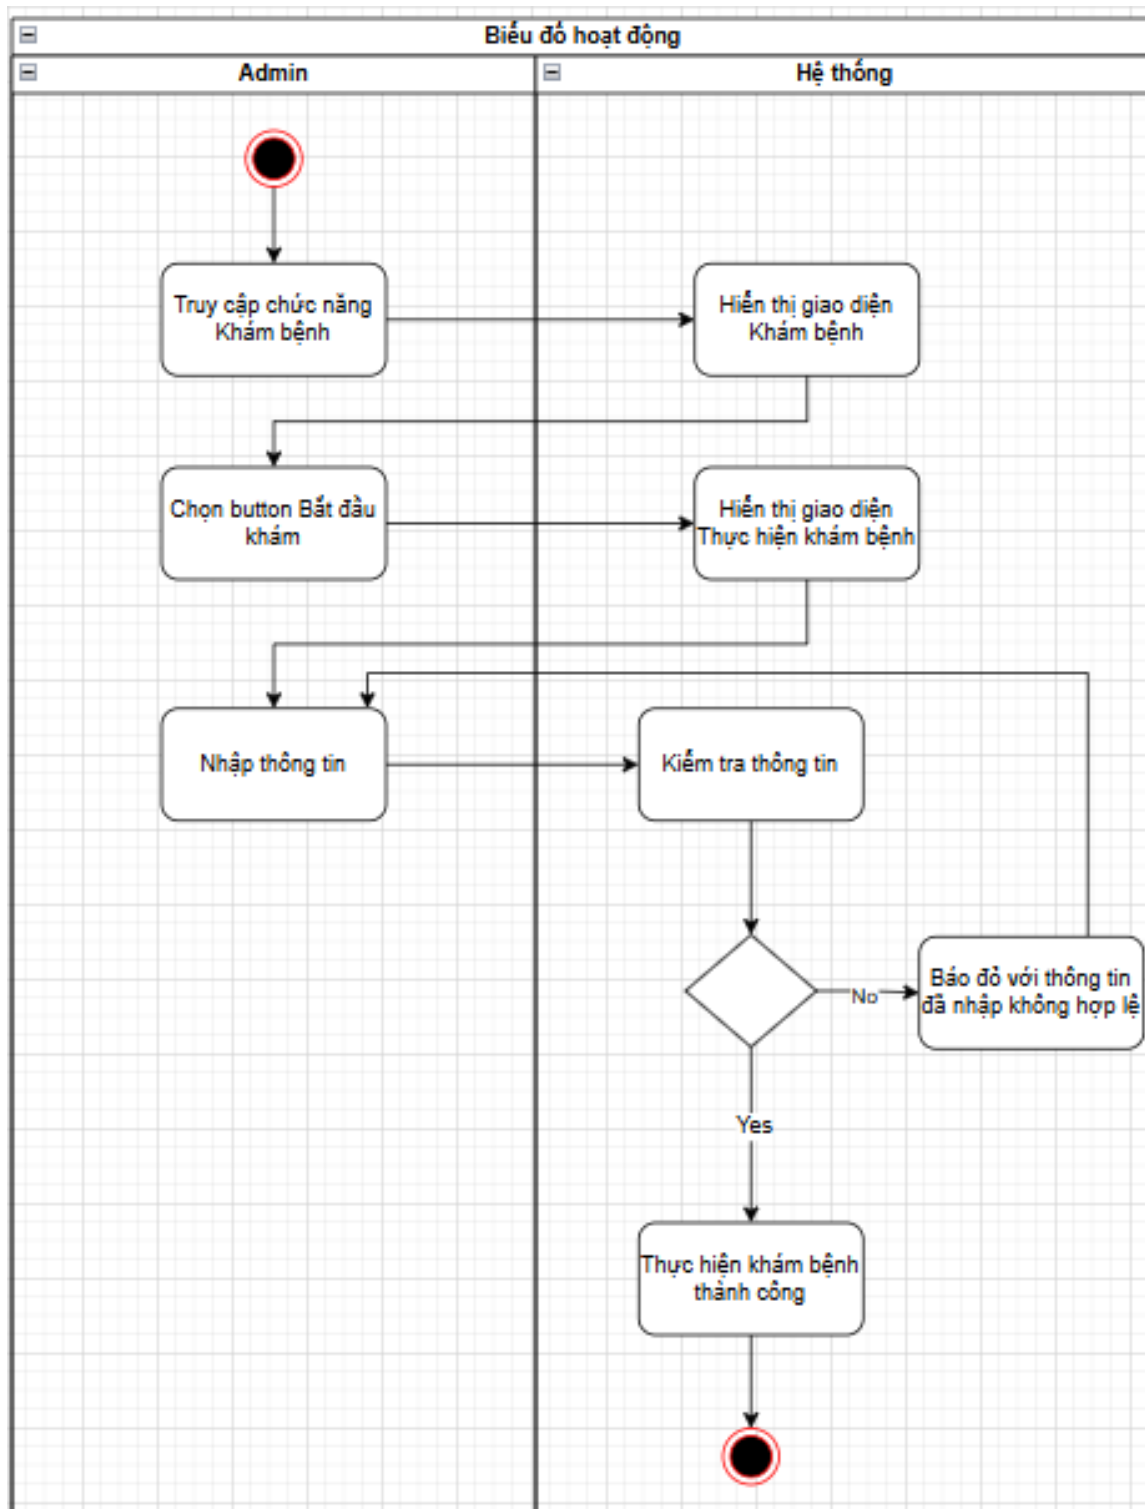 Biểu đồ hoạt động
Admin
Hệ thống
Truy cập chức năng
Khám bệnh
Hiển thị giao diện
Khám bệnh
Chọn button Bắt đầu
khám
Hiển thị giao diện
Thực hiện khám bệnh
Nhập thông tin
Kiểm tra thông tin
No
Báo đỏ với thông tin
đã nhập không hợp lệ
Yes
Thực hiện khám bệnh
thành công